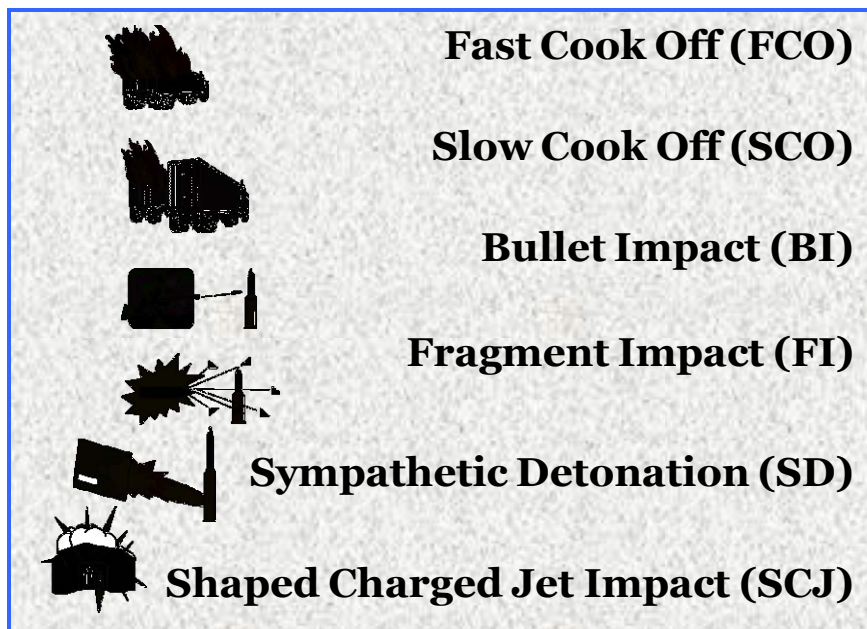 Fast Cook Off (FCO)
Slow Cook Off (SCO)
Bullet Impact (BI)
Fragment Impact (FI)
Sympathetic Detonation (SD)
Shaped Charged Jet Impact (SCJ)